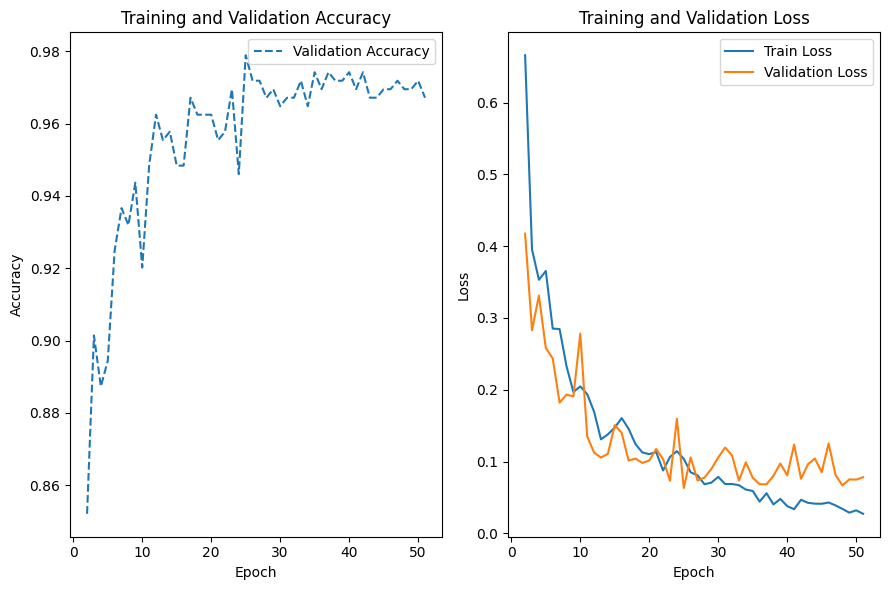 Training and Validation Accuracy
Validation Accuracy
0.98
0.96
0.94
0.92
0.90
0.88
0.86
Accuracy
0 10 20 30 40 50
Epoch
Training and Validation Loss
Train Loss
Validation Loss
0.6
0.5
0.4
0.3
0.2
0.1
0.0
Loss
0 10 20 30 40 50
Epoch